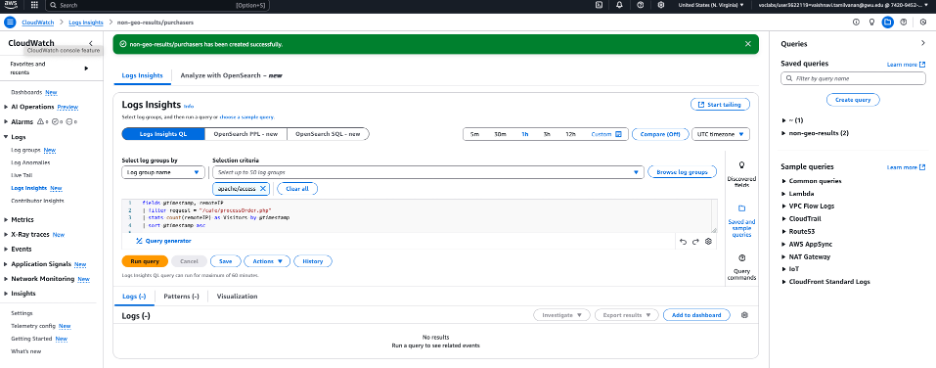 aws
Search
[Option+S]
United States (N. Virginia)
CloudWatch
Logs Insights
non-geo-results/purchasers
CloudWatch
CloudWatch console feature
Favorites and
recents
Dashboards New
AI Operations Preview
Alarms
Logs
Log groups New
Log Anomalies
Live Tail
Logs Insights New
Contributor Insights
Metrics
X-Ray traces New
Events
Application Signals New
Network Monitoring New
Insights
Settings
Telemetry config New
Getting Started New
What's new
non-geo-results/purchasers has been created successfully.
Logs Insights
Analyze with OpenSearch – new
Logs Insights Info
Select log groups, and then run a query or choose a sample query.
Start tailing
Logs Insights QL
OpenSearch PPL - new
OpenSearch SQL - new
5m
30m
1h
3h
12h
Custom
Compare (Off)
UTC timezone
Select log groups by
Selection criteria
Log group name
Select up to 50 log groups
Browse log groups
apache/access
Clear all
1 fields @timestamp, remoteIP
2 | filter request = "/cafe/processOrder.php"
3 | stats count(remoteIP) as Visitors by @timestamp
4 | sort @timestamp asc
Query generator
Run query
Cancel
Save
Actions
History
Logs Insights QL query can run for maximum of 60 minutes.
Discovered
fields
Saved and
sample
queries
Query
commands
Logs (-)
Patterns (-)
Visualization
Logs (-)
Investigate
Export results
Add to dashboard
No results
Run a query to see related events
Queries
Saved queries
Learn more
Filter by query name
Create query
~ (1)
non-geo-results (2)
Sample queries
Learn more
Common queries
Lambda
VPC Flow Logs
CloudTrail
Route53
AWS AppSync
NAT Gateway
IoT
CloudFront Standard Logs